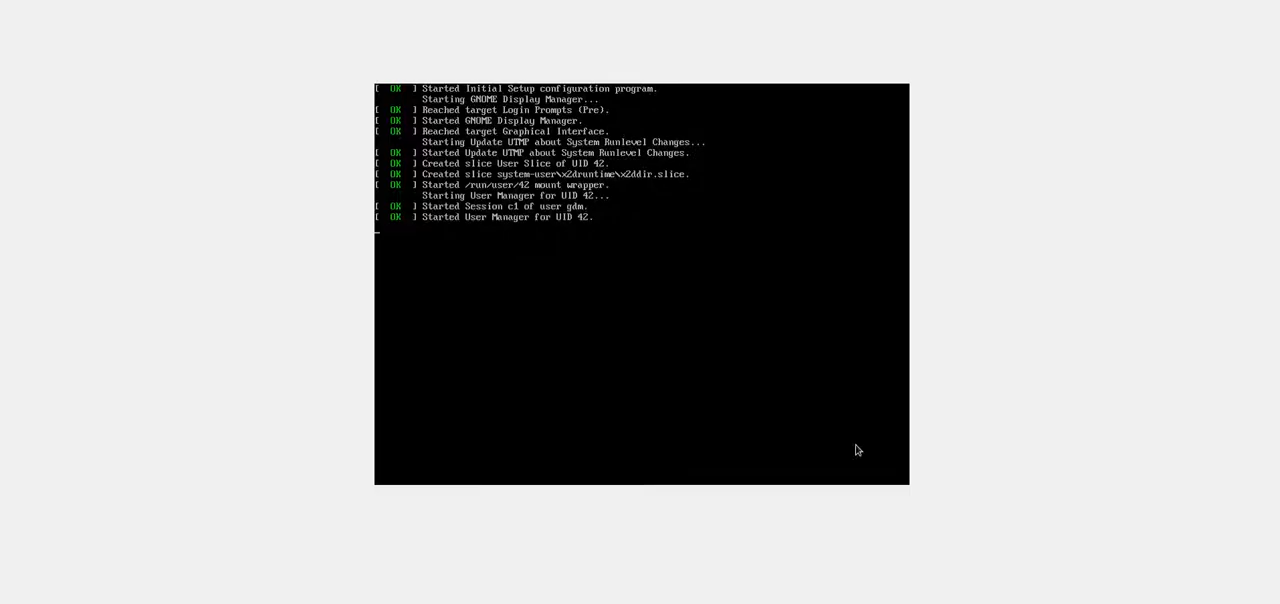 [  OK  ] Started Initial Setup configuration program.
Starting GNOME Display Manager...
[  OK  ] Reached target Login Prompts (Pre).
[  OK  ] Started GNOME Display Manager.
[  OK  ] Reached target Graphical Interface.
Starting Update UTMP about System Runlevel Changes...
[  OK  ] Started Update UTMP about System Runlevel Changes.
[  OK  ] Created slice User Slice of UID 42.
[  OK  ] Created slice system-user\x2druntime\x2ddir.slice.
[  OK  ] Started /run/user/42 mount wrapper.
Starting User Manager for UID 42...
[  OK  ] Started Session c1 of user gdm.
[  OK  ] Started User Manager for UID 42.